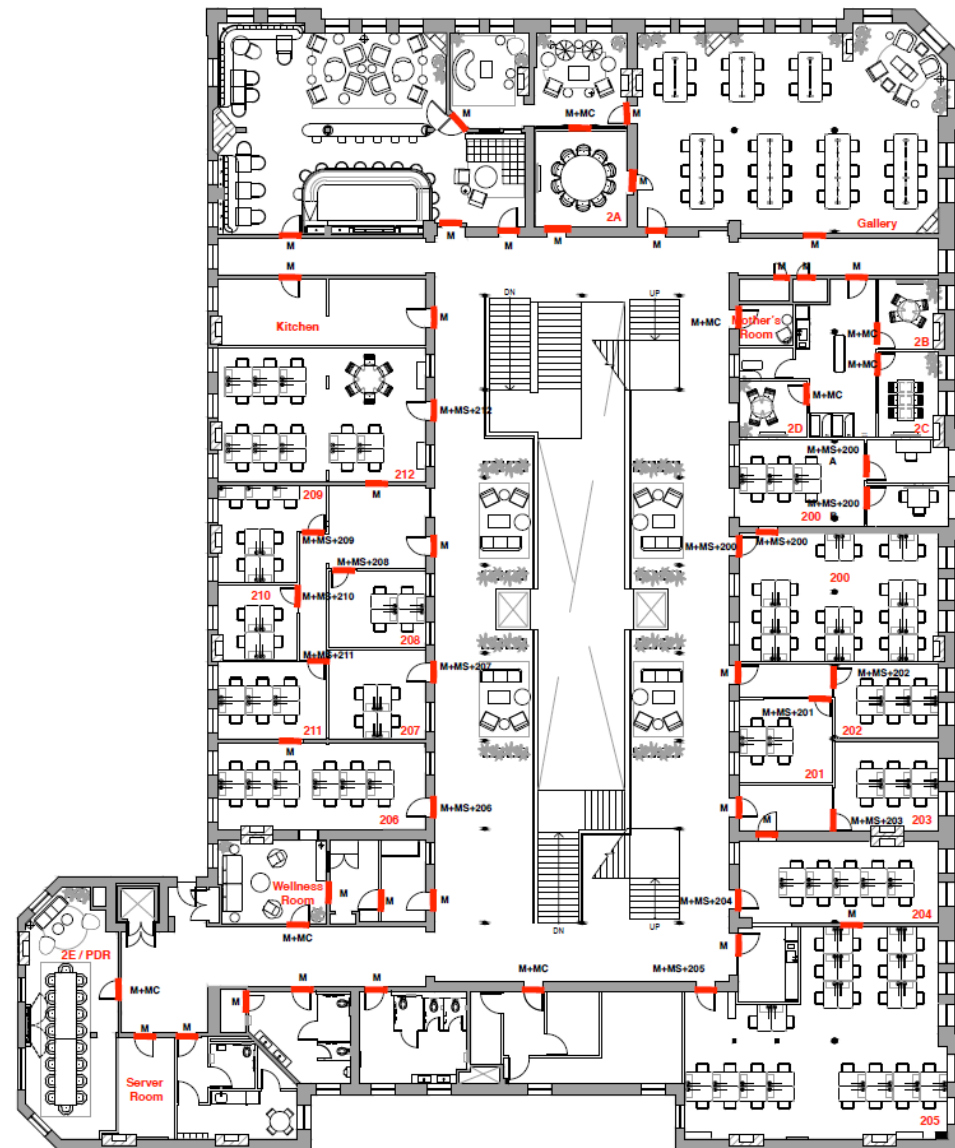 M
M+MC
M
M
2A
Gallery
M
M
M
M
M
M
M
M
M
M
DN
UP
Kitchen
M
M+MC
Mother's
Room
M+MC
2B
M+MC
M+MS+212
M+MC
2D
2C
212
M+MS+200
A
M
209
M+MS+200
200
M+MS+209
M
M+MS+200
M+MS+200
M+MS+208
200
210
M+MS+210
208
M+MS+211
M+MS+207
M
M+MS+202
M+MS+201
202
211
207
M
201
M+MS+206
M
M+MS+203
206
203
Wellness
Room
M
M
M+MS+204
204
M
DN
UP
M+MC
M
2E / PDR
M+MC
M
M
M+MC
M+MS+205
M
M
M
Server
Room
205